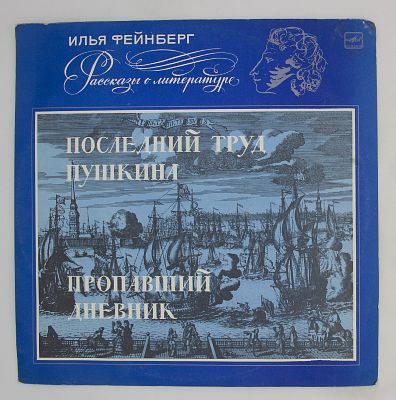 ИЛЬЯ ФЕЙНБЕРГ
Рассказы о литературе
ПОСЛЕДНИЙ ТРУД
ПУШКИНА
ПРОПАВШИЙ
ДНЕВНИК